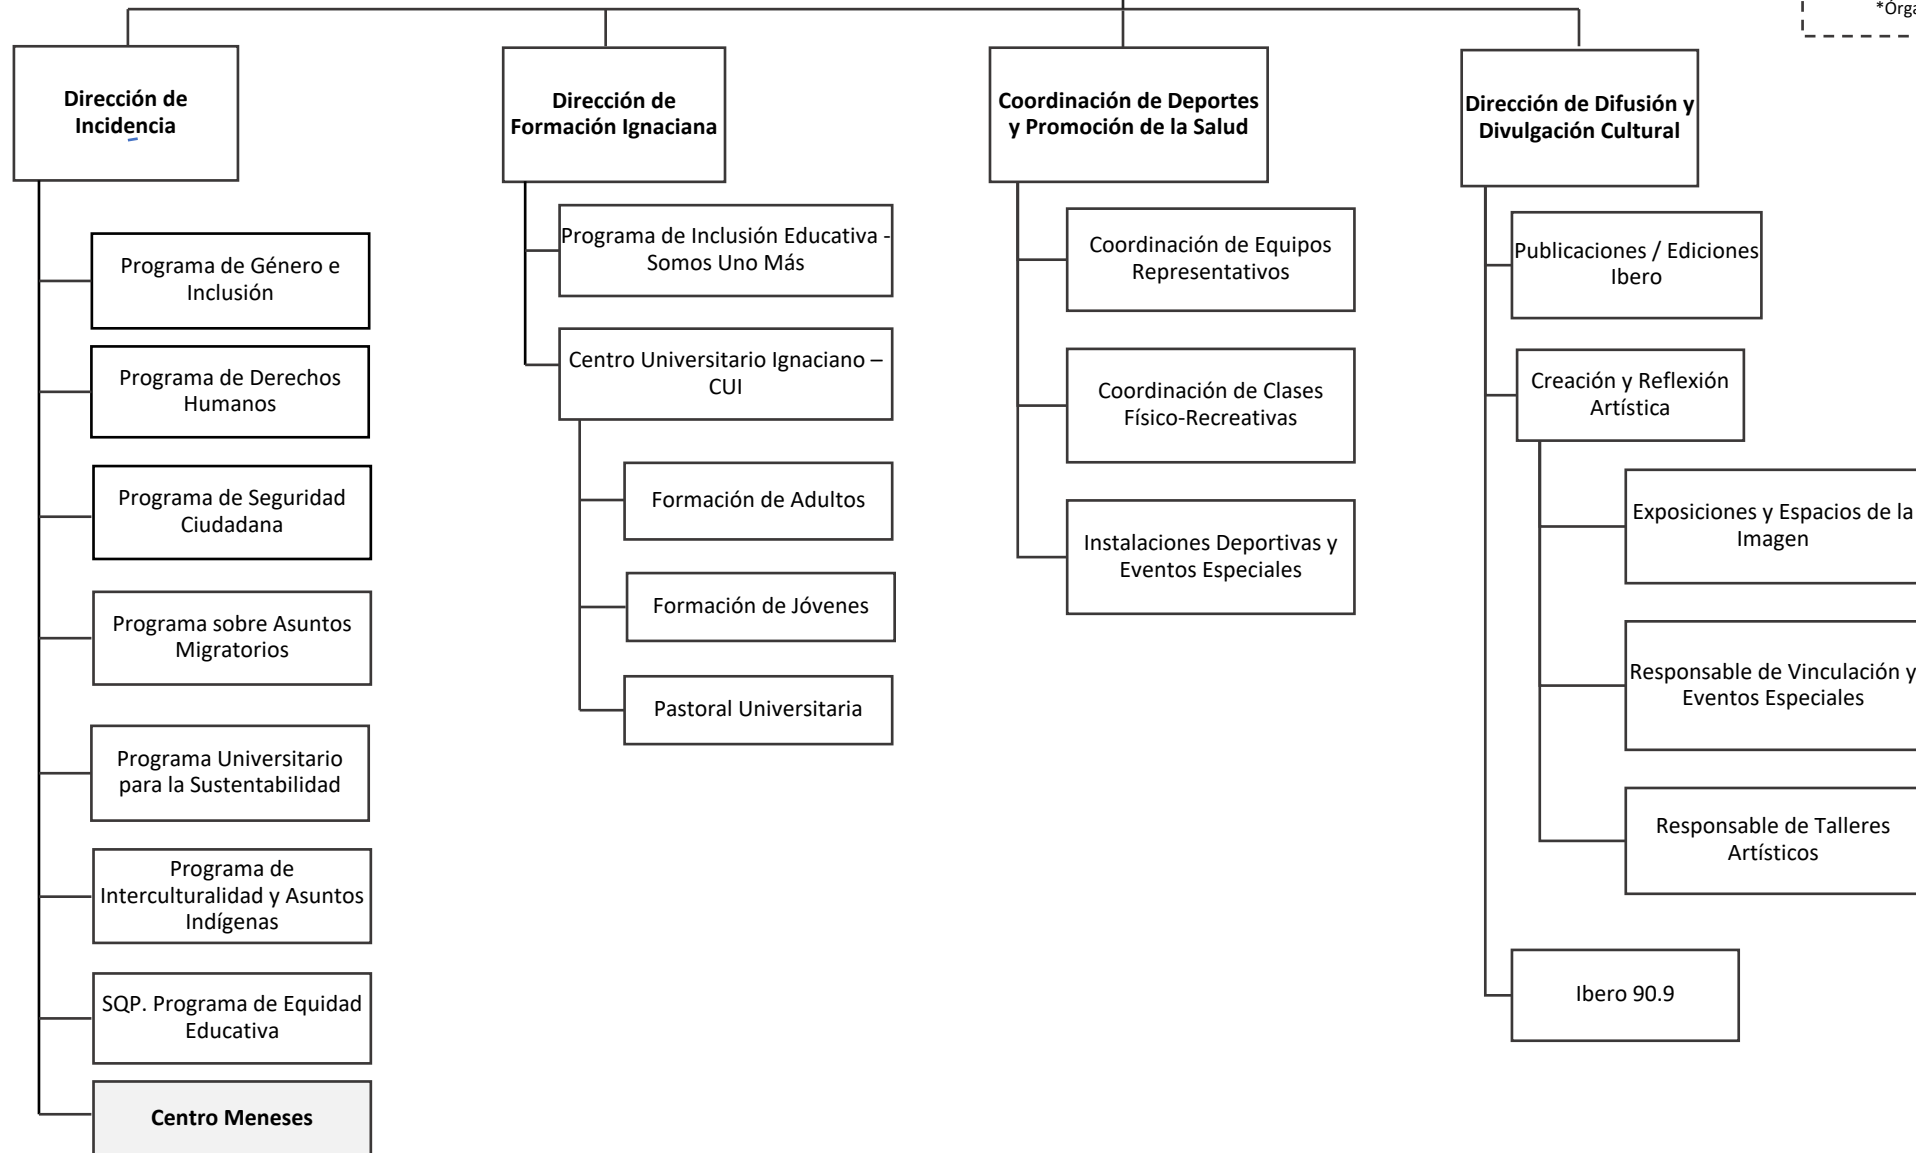 *Órga
Dirección de
Incidencia
Programa de Género e
Inclusión
Programa de Derechos
Humanos
Programa de Seguridad
Ciudadana
Programa sobre Asuntos
Migratorios
Programa Universitario
para la Sustentabilidad
Programa de
Interculturalidad y Asuntos
Indígenas
SQP. Programa de Equidad
Educativa
Centro Meneses
Dirección de
Formación Ignaciana
Programa de Inclusión Educativa -
Somos Uno Más
Centro Universitario Ignaciano –
CUI
Formación de Adultos
Formación de Jóvenes
Pastoral Universitaria
Coordinación de Deportes
y Promoción de la Salud
Coordinación de Equipos
Representativos
Coordinación de Clases
Físico-Recreativas
Instalaciones Deportivas y
Eventos Especiales
Dirección de Difusión y
Divulgación Cultural
Publicaciones / Ediciones
Ibero
Creación y Reflexión
Artística
Exposiciones y Espacios de la
Imagen
Responsable de Vinculación y
Eventos Especiales
Responsable de Talleres
Artísticos
Ibero 90.9